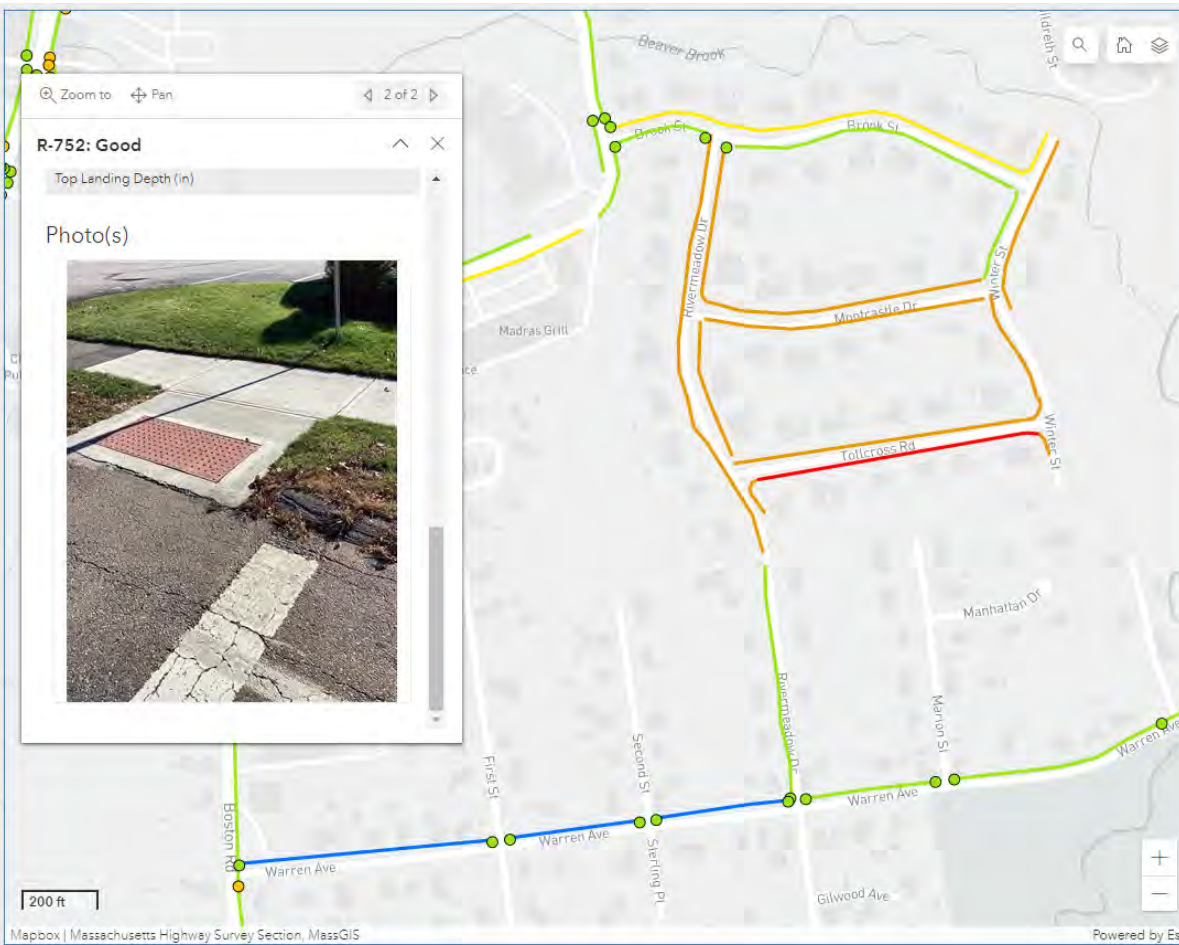 Zoom to
Pan
2 of 2
R-752: Good
Top Landing Depth (in)
Photo(s)
Beaver Brook
ldreth St
Brook St
Brook St
Rivermeadow Dr
Winter St
Montcastle Dr
Madras Grill
Tollcross Rd
Winter St
Manhattan Dr
Rivermeadow Dr
Marion St
Warren Ave
First St
Second St
Warren Ave
Warren Ave
Boston Rd
Warren Ave
Sterling Pl
Gilwood Ave
200 ft
Mapbox | Massachusetts Highway Survey Section, MassGIS
Powered by Es